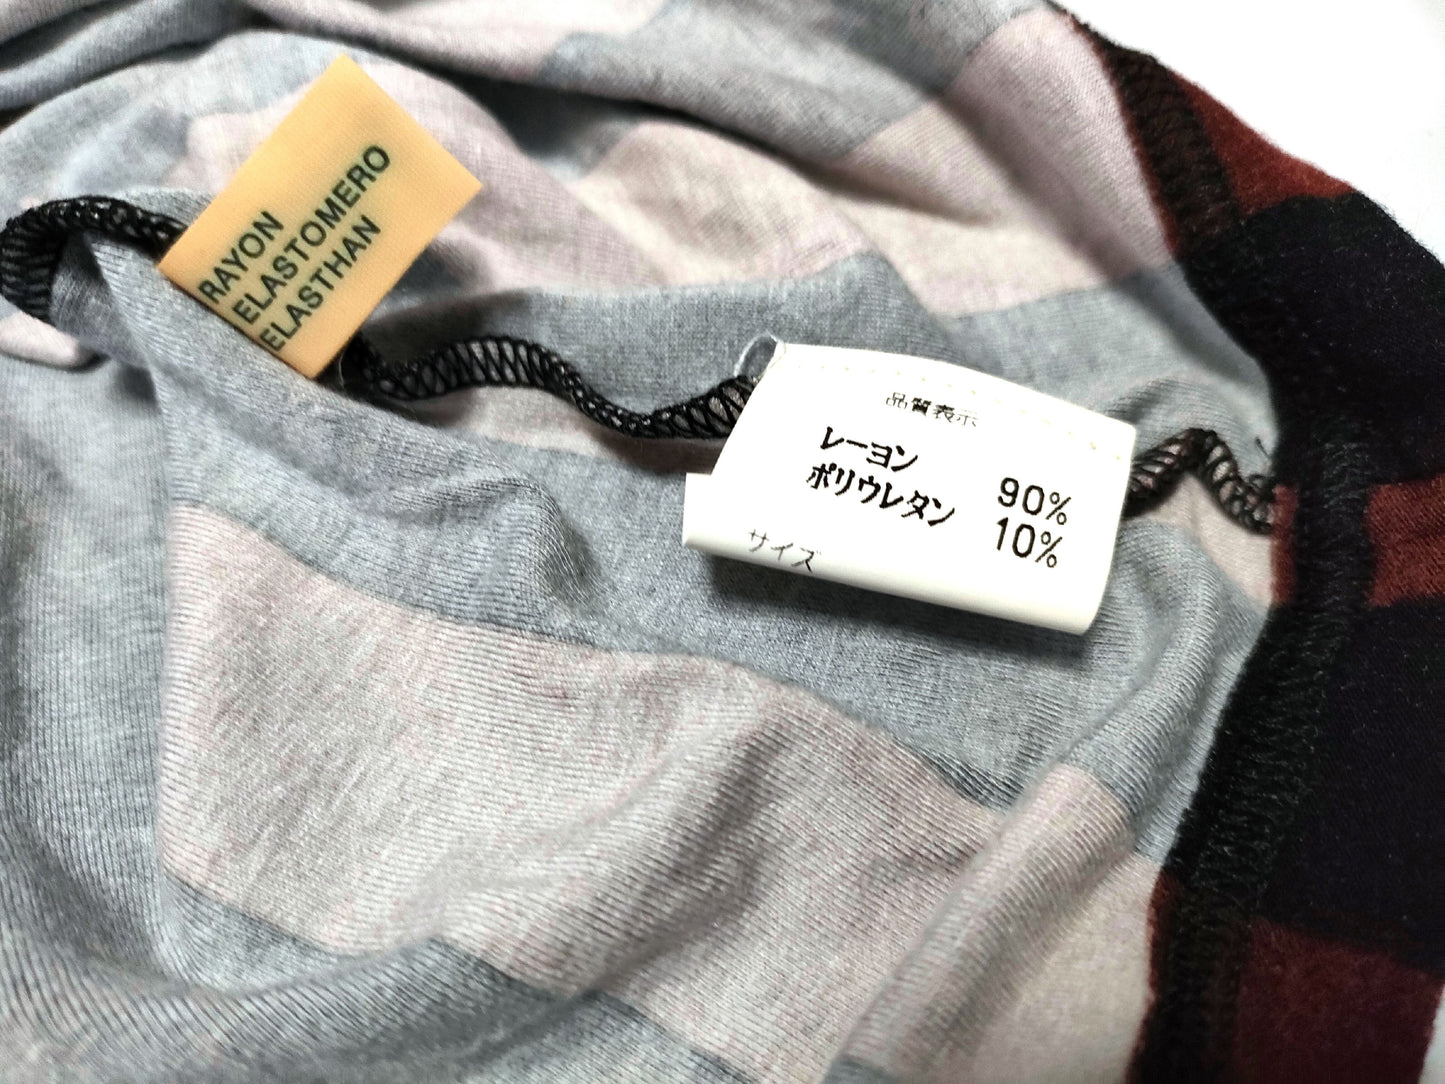 RAYON
ELASTOMERO
ELASTHAN
品質表示
レーヨン 90%
ポリウレタン 10%
サイズ